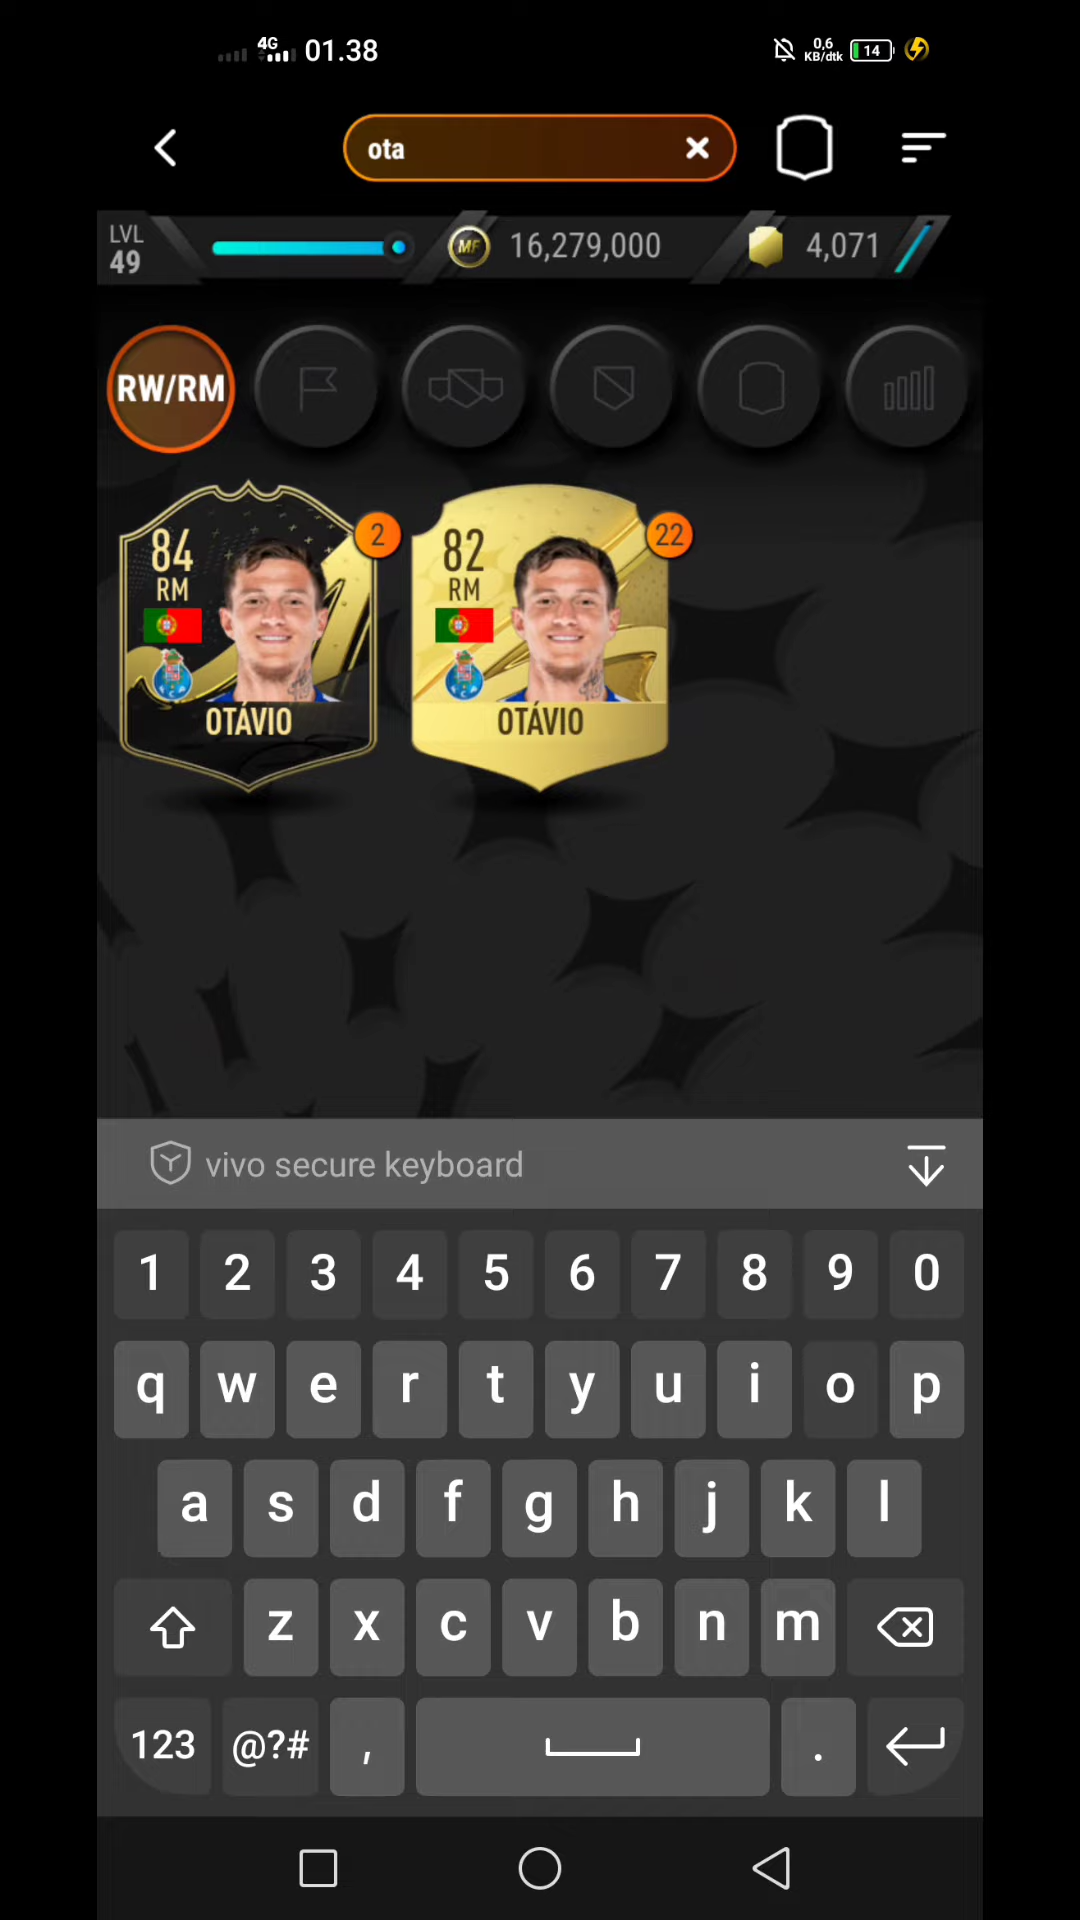 4G 01.38 0,6 KB/dtk 14
ota
LVL 49 MF 16,279,000 4,071
RW/RM
84 RM OTÁVIO 2
82 RM OTÁVIO 22
vivo secure keyboard
1 2 3 4 5 6 7 8 9 0
q w e r t y u i o p
a s d f g h j k l
z x c v b n m
123 @?# , .